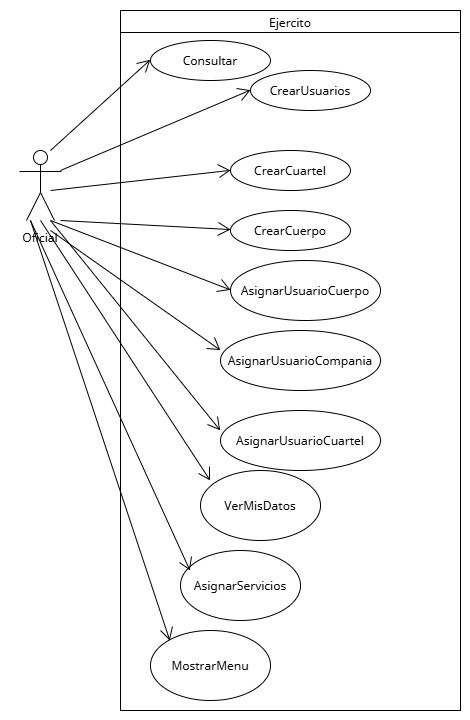 Ejercito
Consultar
CrearUsuarios
CrearCuartel
CrearCuerpo
Oficial
AsignarUsuarioCuerpo
AsignarUsuarioCompania
AsignarUsuarioCuartel
VerMisDatos
AsignarServicios
MostrarMenu